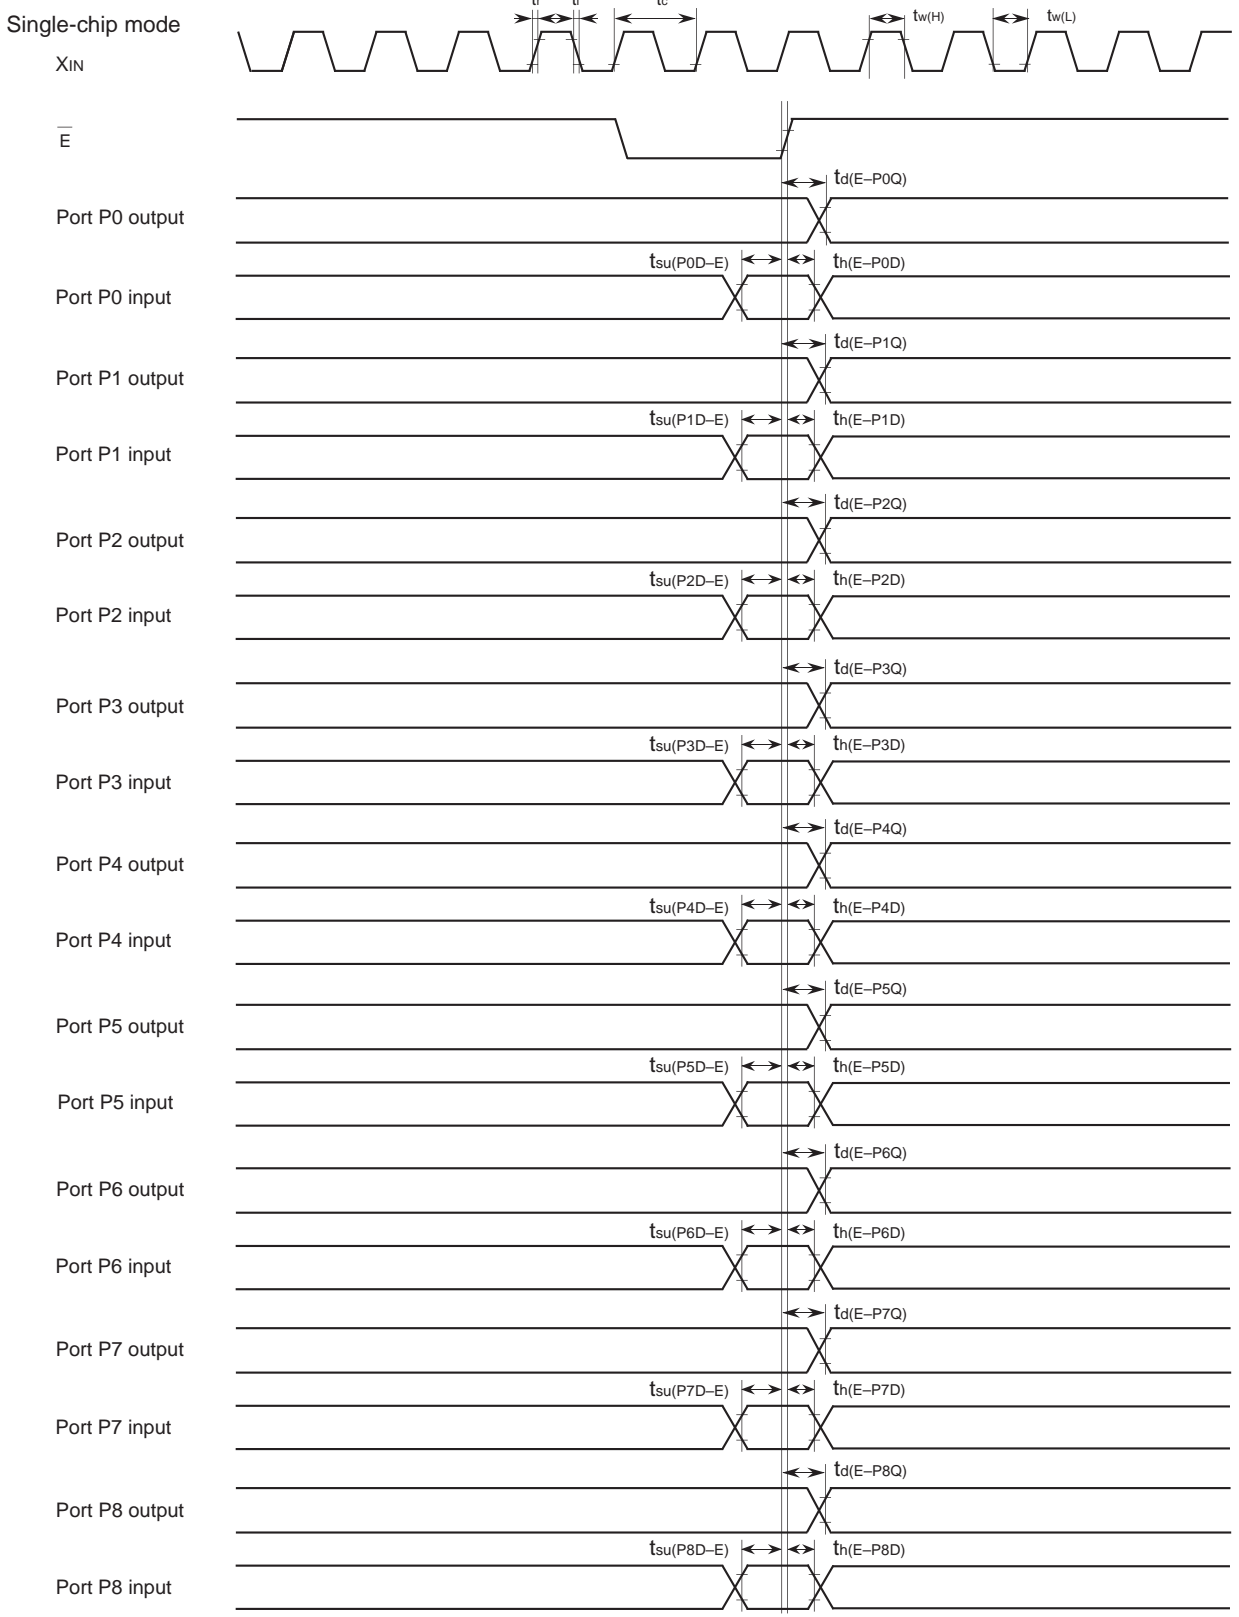 Single-chip mode
tc
tw(H)
tw(L)
XIN
E
td(E–P0Q)
Port P0 output
tsu(P0D–E) th(E–P0D)
Port P0 input
td(E–P1Q)
Port P1 output
tsu(P1D–E) th(E–P1D)
Port P1 input
td(E–P2Q)
Port P2 output
tsu(P2D–E) th(E–P2D)
Port P2 input
td(E–P3Q)
Port P3 output
tsu(P3D–E) th(E–P3D)
Port P3 input
td(E–P4Q)
Port P4 output
tsu(P4D–E) th(E–P4D)
Port P4 input
td(E–P5Q)
Port P5 output
tsu(P5D–E) th(E–P5D)
Port P5 input
td(E–P6Q)
Port P6 output
tsu(P6D–E) th(E–P6D)
Port P6 input
td(E–P7Q)
Port P7 output
tsu(P7D–E) th(E–P7D)
Port P7 input
td(E–P8Q)
Port P8 output
tsu(P8D–E) th(E–P8D)
Port P8 input